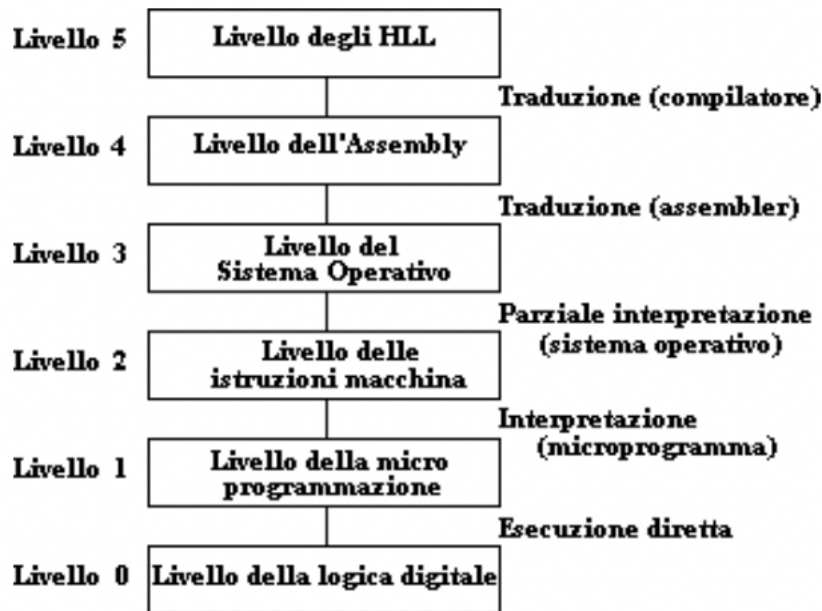 Livello 5
Livello degli HLL
Traduzione (compilatore)
Livello 4
Livello dell'Assembly
Traduzione (assembler)
Livello 3
Livello del
Sistema Operativo
Parziale interpretazione
(sistema operativo)
Livello 2
Livello delle
istruzioni macchina
Interpretazione
(microprogramma)
Livello 1
Livello della micro
programmazione
Esecuzione diretta
Livello 0
Livello della logica digitale